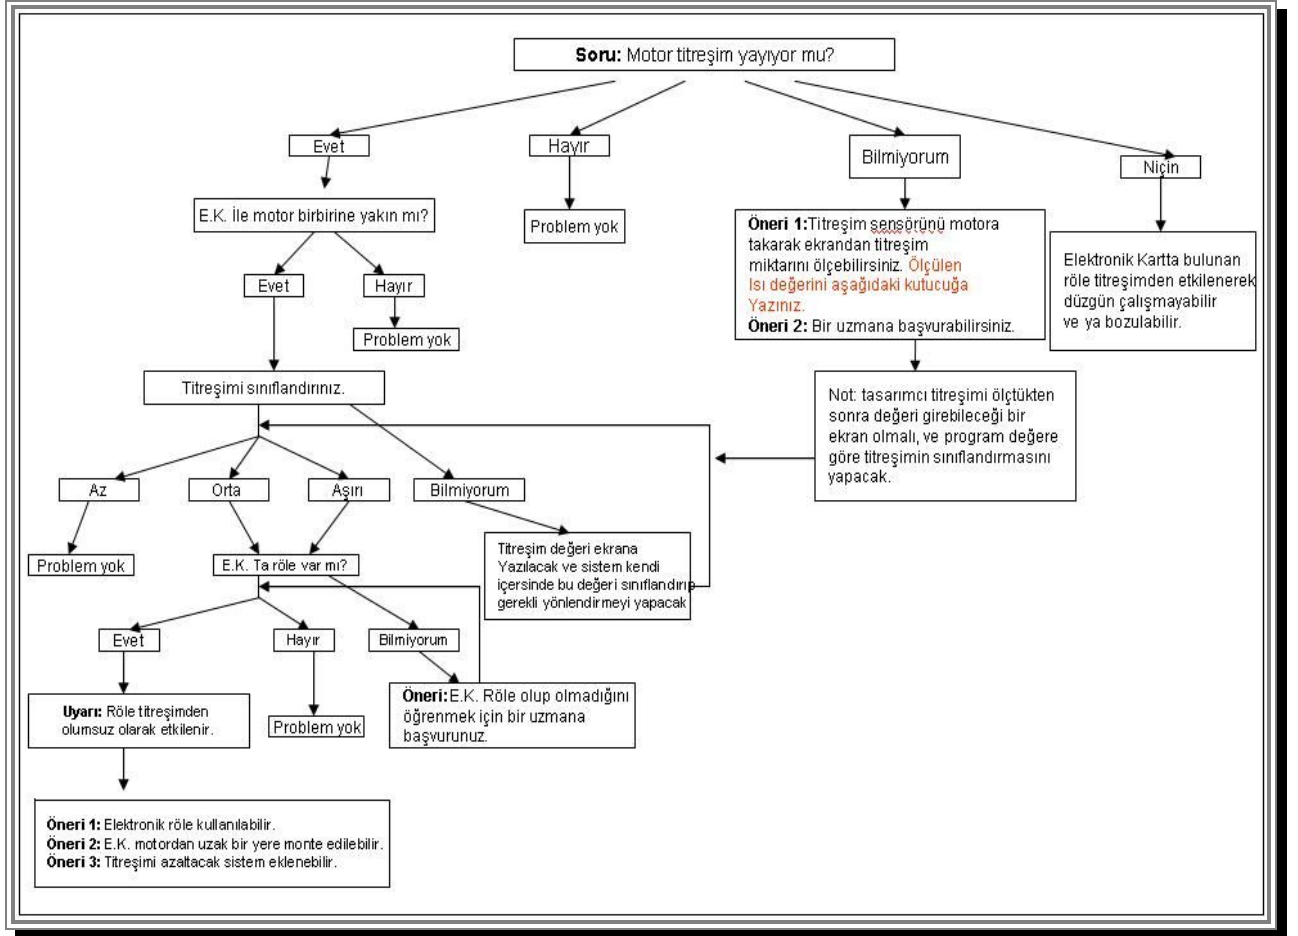 Soru: Motor titreşim yayıyor mu?
Evet
Hayır
Bilmiyorum
Niçin
E.K. İle motor birbirine yakın mı?
Problem yok
Öneri 1:Titreşim sensörünü motora
takarak ekrandan titreşim
miktarını ölçebilirsiniz. Ölçülen
Isı değerini aşağıdaki kutucuğa
Yazınız.
Öneri 2: Bir uzmana başvurabilirsiniz.
Elektronik Kartta bulunan
röle titreşimden etkilenerek
düzgün çalışmayabilir
ve ya bozulabilir.
Evet
Hayır
Problem yok
Titreşimi sınıflandırınız.
Not: tasarımcı titreşimi ölçtükten
sonra değeri girebileceği bir
ekran olmalı, ve program değere
göre titreşimin sınıflandırmasını
yapacak.
Az
Orta
Aşırı
Bilmiyorum
Problem yok
E.K. Ta röle var mı?
Titreşim değeri ekrana
Yazılacak ve sistem kendi
içersinde bu değeri sınıflandırıp
gerekli yönlendirmeyi yapacak
Evet
Hayır
Bilmiyorum
Uyarı: Röle titreşimden
olumsuz olarak etkilenir.
Problem yok
Öneri:E.K. Röle olup olmadığını
öğrenmek için bir uzmana
başvurunuz.
Öneri 1: Elektronik röle kullanılabilir.
Öneri 2: E.K. motordan uzak bir yere monte edilebilir.
Öneri 3: Titreşimi azaltacak sistem eklenebilir.